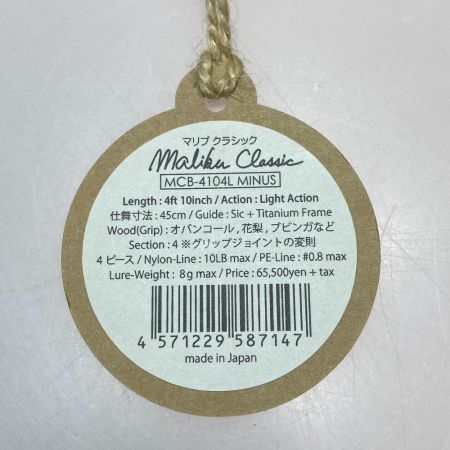 マリブ クラシック
Malibu Classic
MCB-4104L MINUS
Length : 4ft 10inch / Action : Light Action
仕舞寸法 : 45cm / Guide : Sic + Titanium Frame
Wood(Grip) : オバンコール , 花梨 , ブビンガなど
Section : 4 ※グリップジョイントの変則
4 ピース / Nylon-Line : 10LB max / PE-Line : #0.8 max
Lure-Weight : 8g max / Price : 65,500yen + tax
4 571229 587147
made in Japan